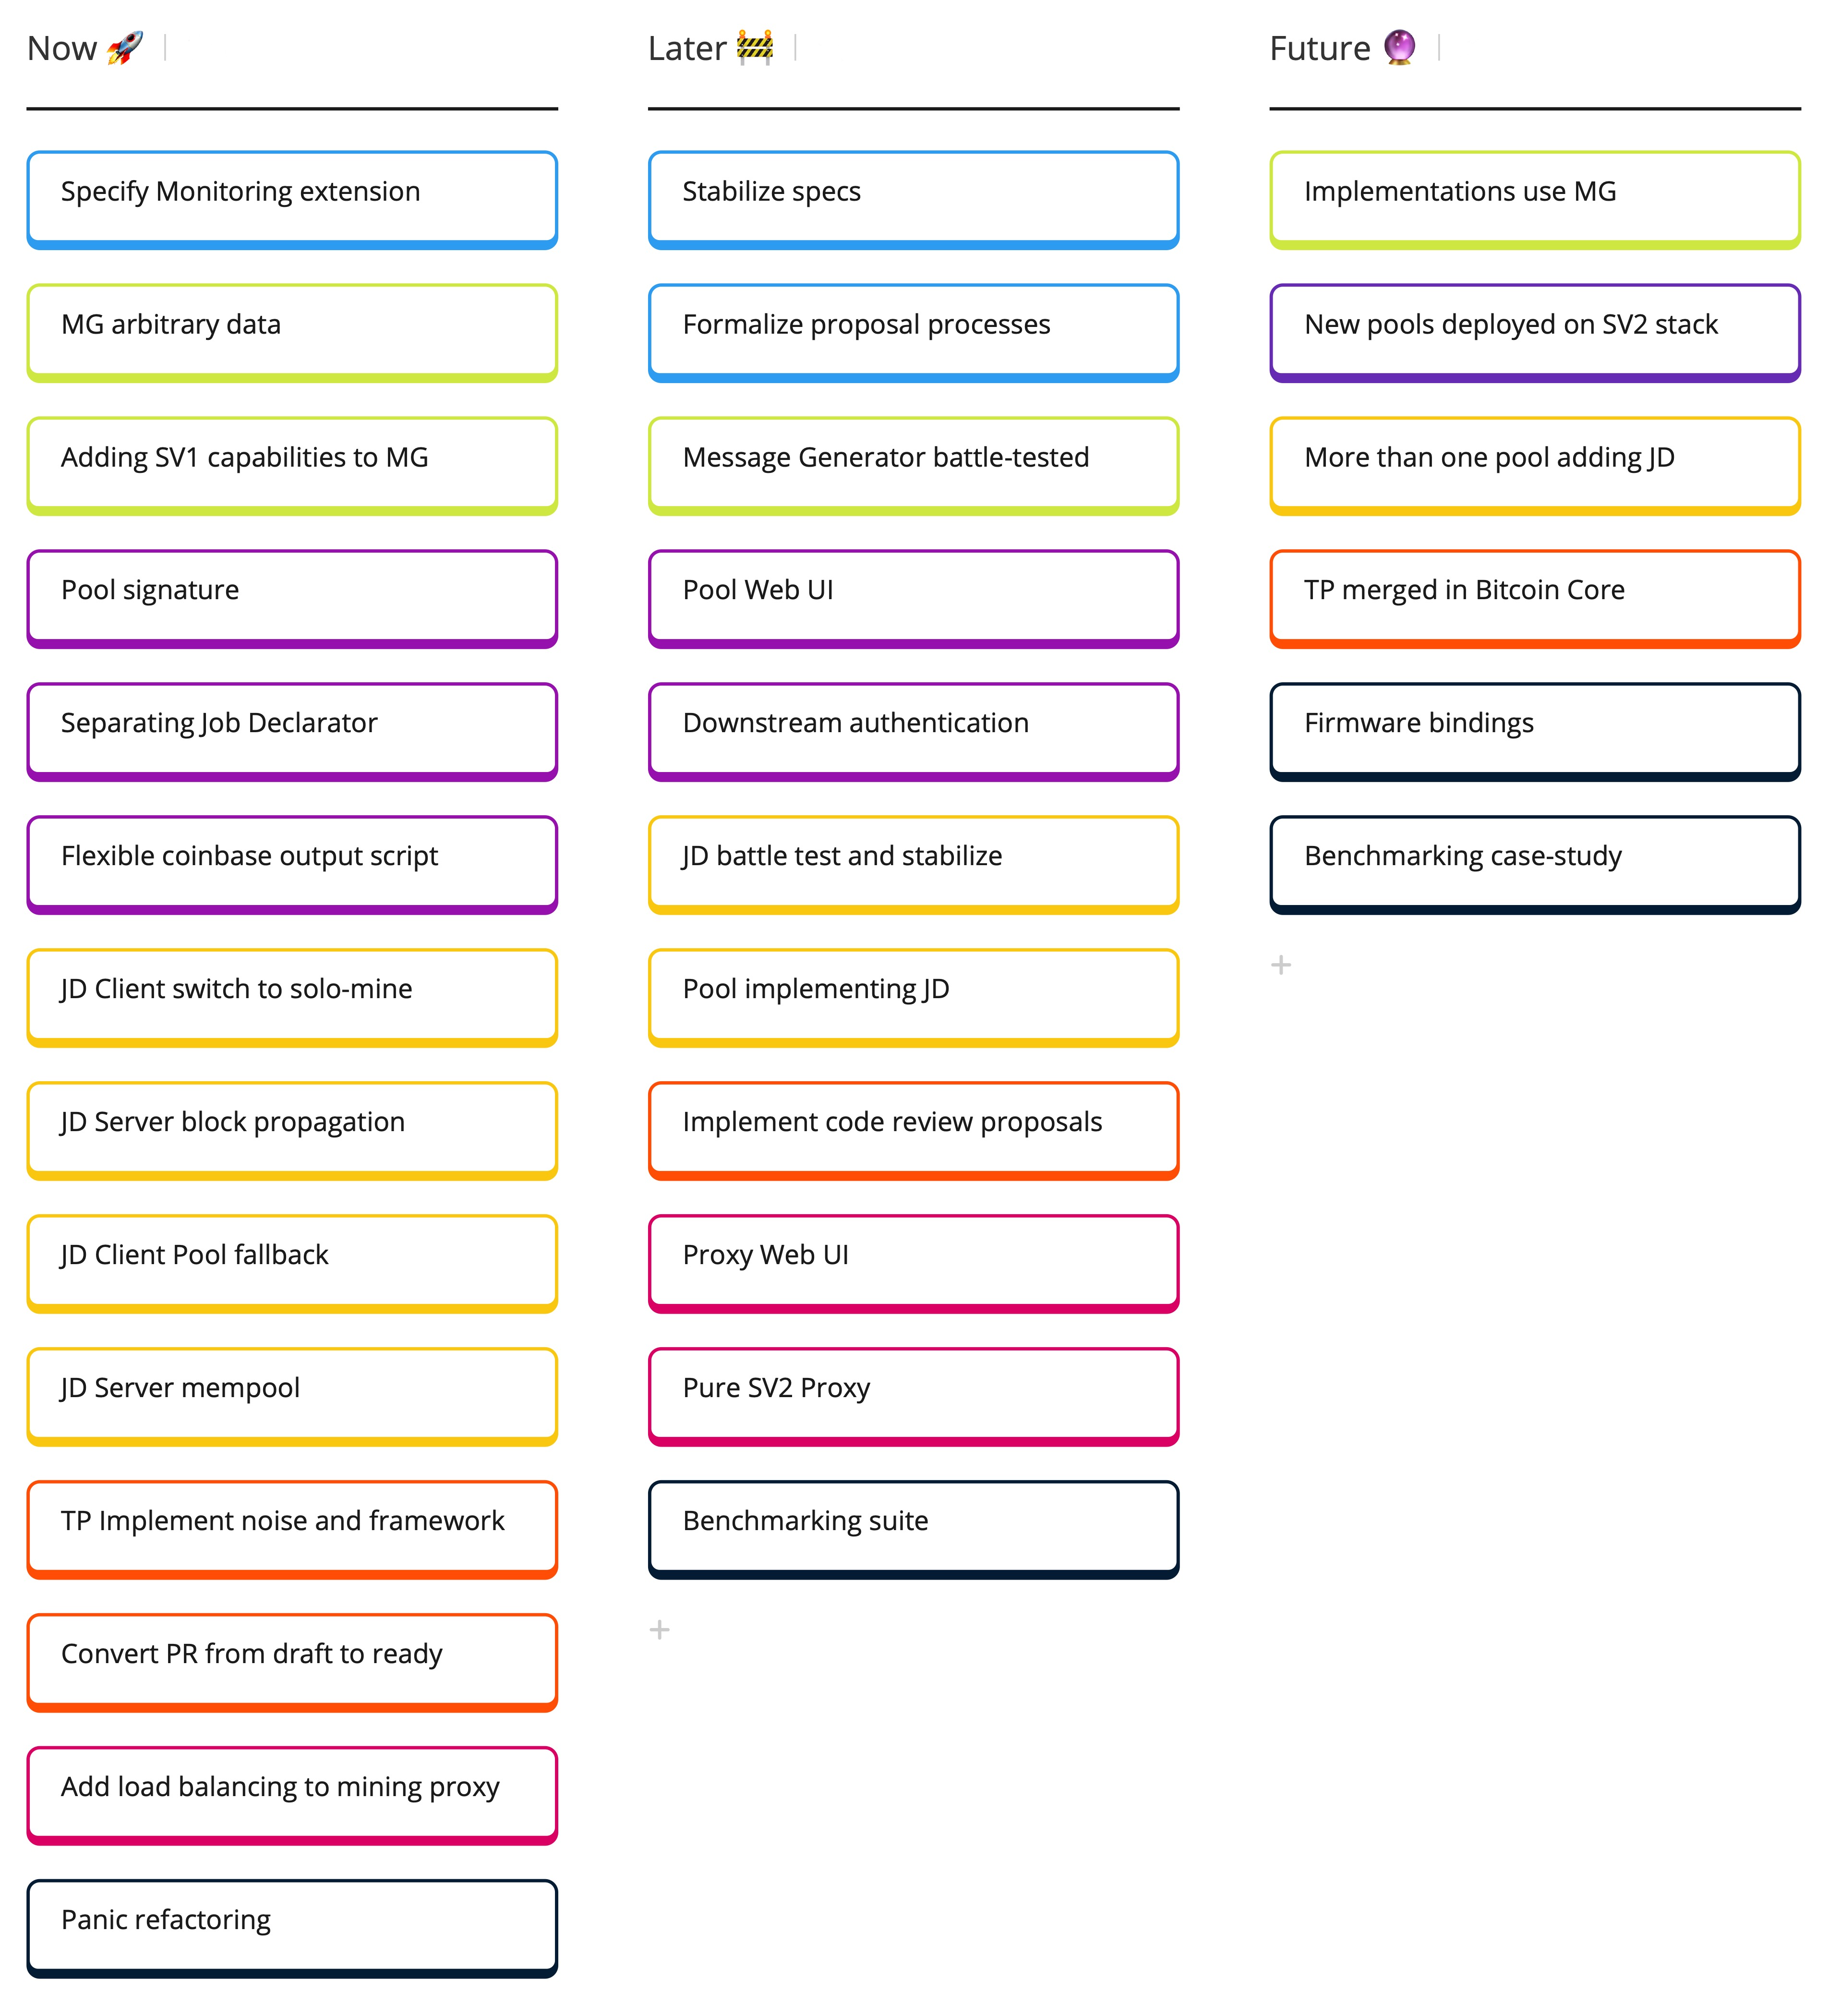 Now 🚀
Specify Monitoring extension
MG arbitrary data
Adding SV1 capabilities to MG
Pool signature
Separating Job Declarator
Flexible coinbase output script
JD Client switch to solo-mine
JD Server block propagation
JD Client Pool fallback
JD Server mempool
TP Implement noise and framework
Convert PR from draft to ready
Add load balancing to mining proxy
Panic refactoring
Later 🚧
Stabilize specs
Formalize proposal processes
Message Generator battle-tested
Pool Web UI
Downstream authentication
JD battle test and stabilize
Pool implementing JD
Implement code review proposals
Proxy Web UI
Pure SV2 Proxy
Benchmarking suite
Future 🔮
Implementations use MG
New pools deployed on SV2 stack
More than one pool adding JD
TP merged in Bitcoin Core
Firmware bindings
Benchmarking case-study